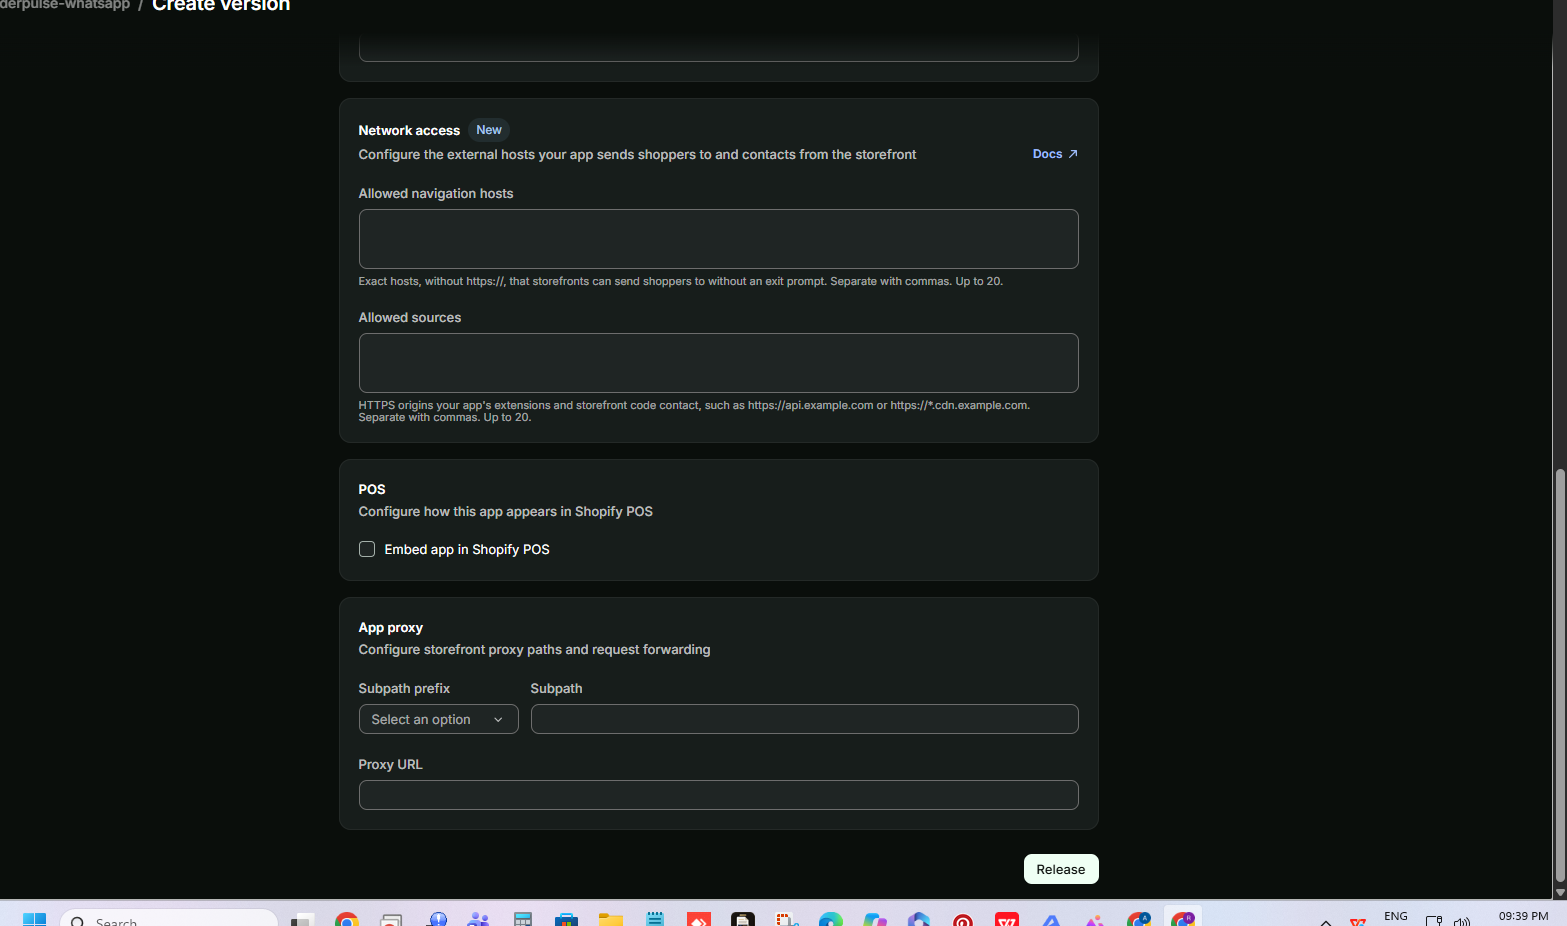 derpulse-whatsapp / Create version
Network access New
Configure the external hosts your app sends shoppers to and contacts from the storefront
Docs ↗
Allowed navigation hosts
Exact hosts, without https://, that storefronts can send shoppers to without an exit prompt. Separate with commas. Up to 20.
Allowed sources
HTTPS origins your app's extensions and storefront code contact, such as https://api.example.com or https://*.cdn.example.com.
Separate with commas. Up to 20.
POS
Configure how this app appears in Shopify POS
Embed app in Shopify POS
App proxy
Configure storefront proxy paths and request forwarding
Subpath prefix Subpath
Select an option
Proxy URL
Release
Search
ENG
09:39 PM